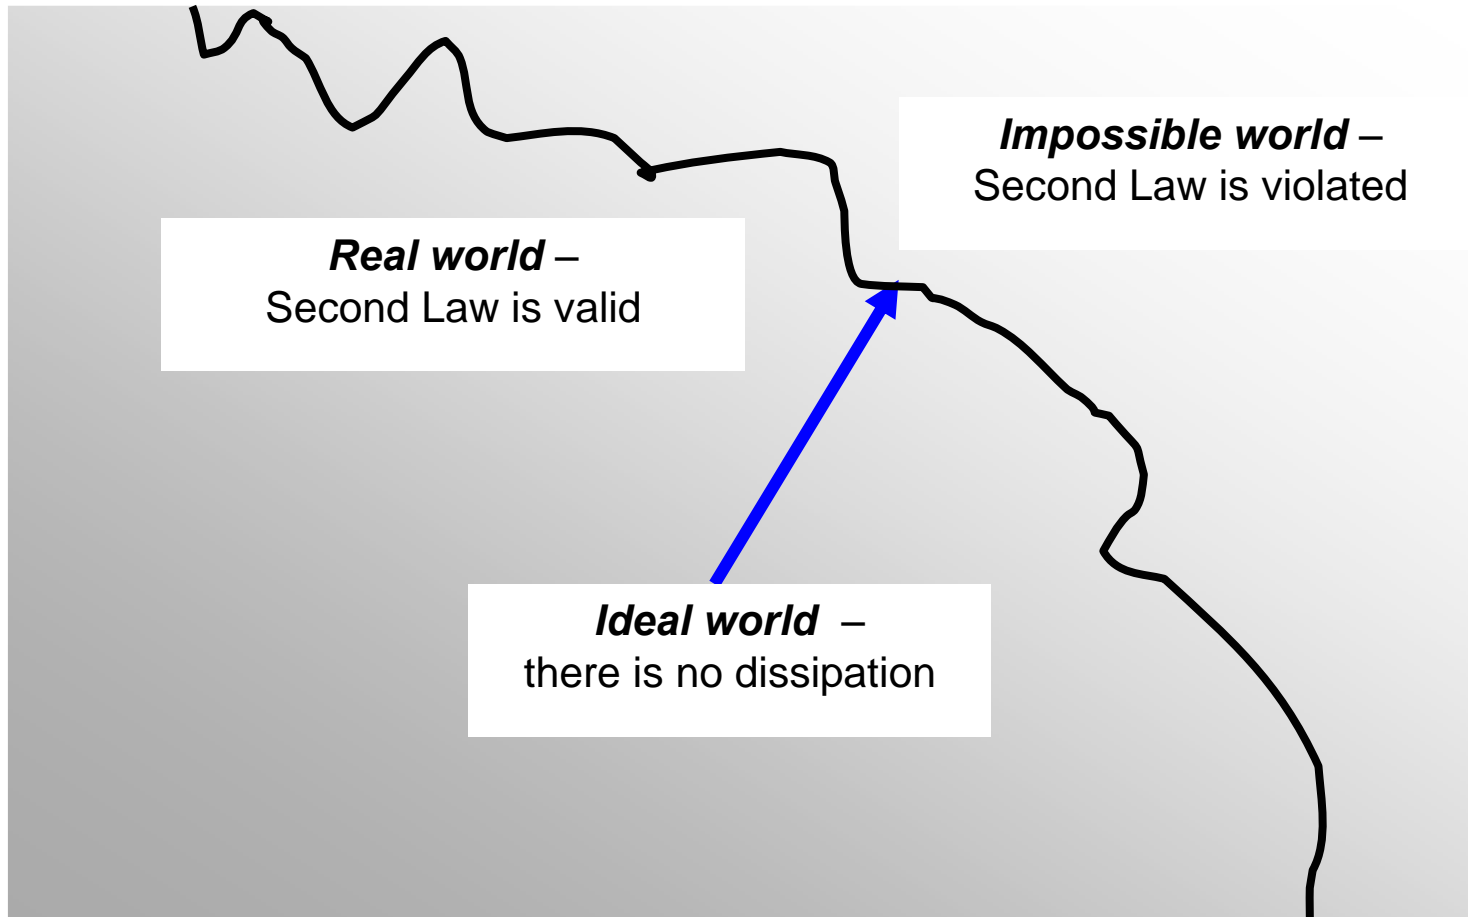 Impossible world –
Second Law is violated
Real world –
Second Law is valid
Ideal world –
there is no dissipation